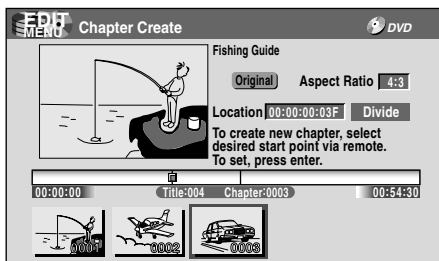 EDIT
MENU
Chapter Create
DVD
Fishing Guide
Original
Aspect Ratio 4:3
Location 00:00:00:03F Divide
To create new chapter, select
desired start point via remote.
To set, press enter.
00:00:00 Title:004 Chapter:0003 00:54:30
0001 0002 0003